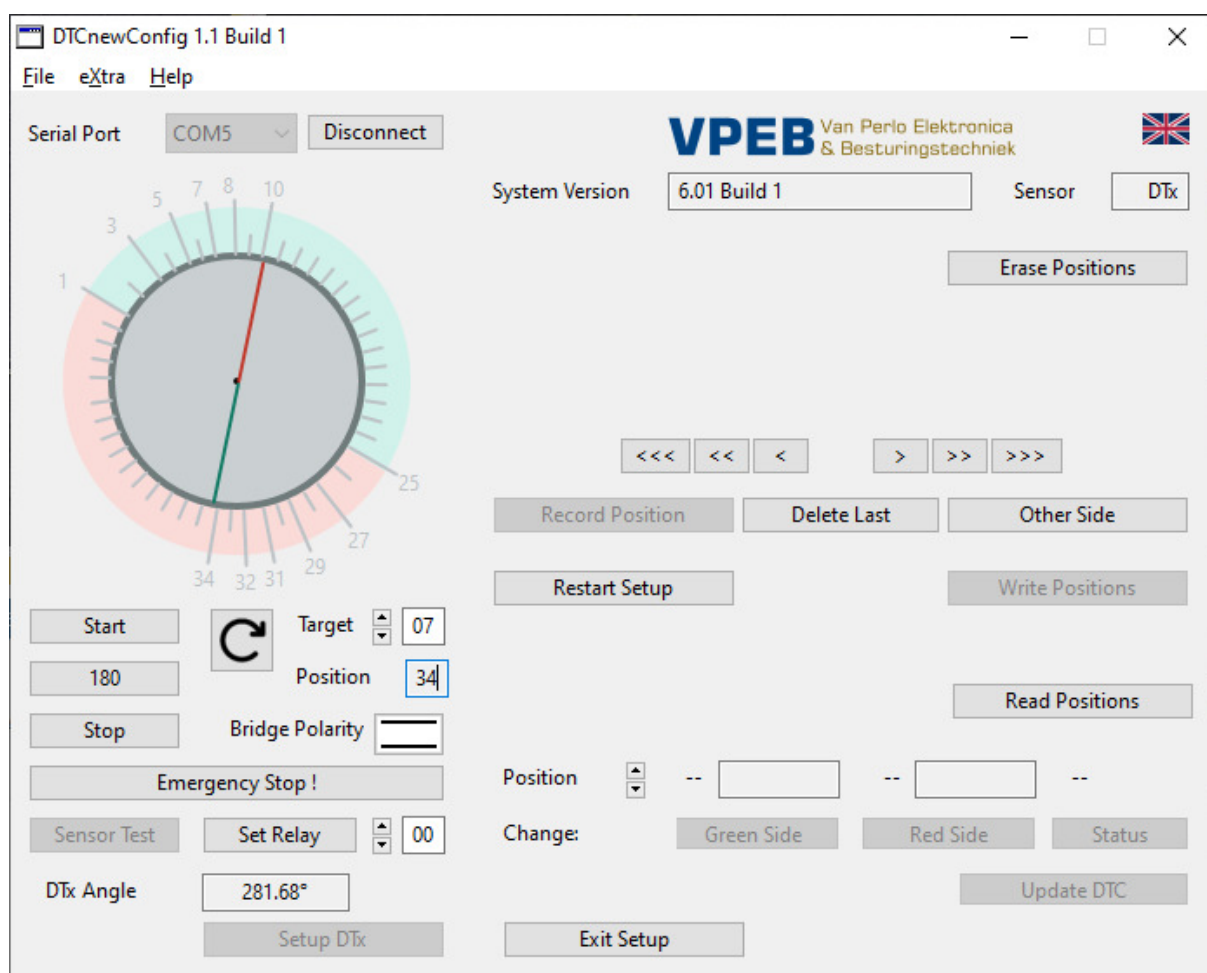 DTCnewConfig 1.1 Build 1
File eXtra Help
Serial Port COM5 Disconnect
VPEB Van Perlo Elektronica
& Besturingstechniek
System Version 6.01 Build 1 Sensor DTx
1 3 5 7 8 10
Erase Positions
<<< << < > >> >>>
25
27
29
34 32 31
Record Position Delete Last Other Side
Restart Setup Write Positions
Start Target 07
180 Position 34
Read Positions
Stop Bridge Polarity
Emergency Stop !
Position -- -- --
Sensor Test Set Relay 00
Change: Green Side Red Side Status
DTx Angle 281.68°
Update DTC
Setup DTx Exit Setup